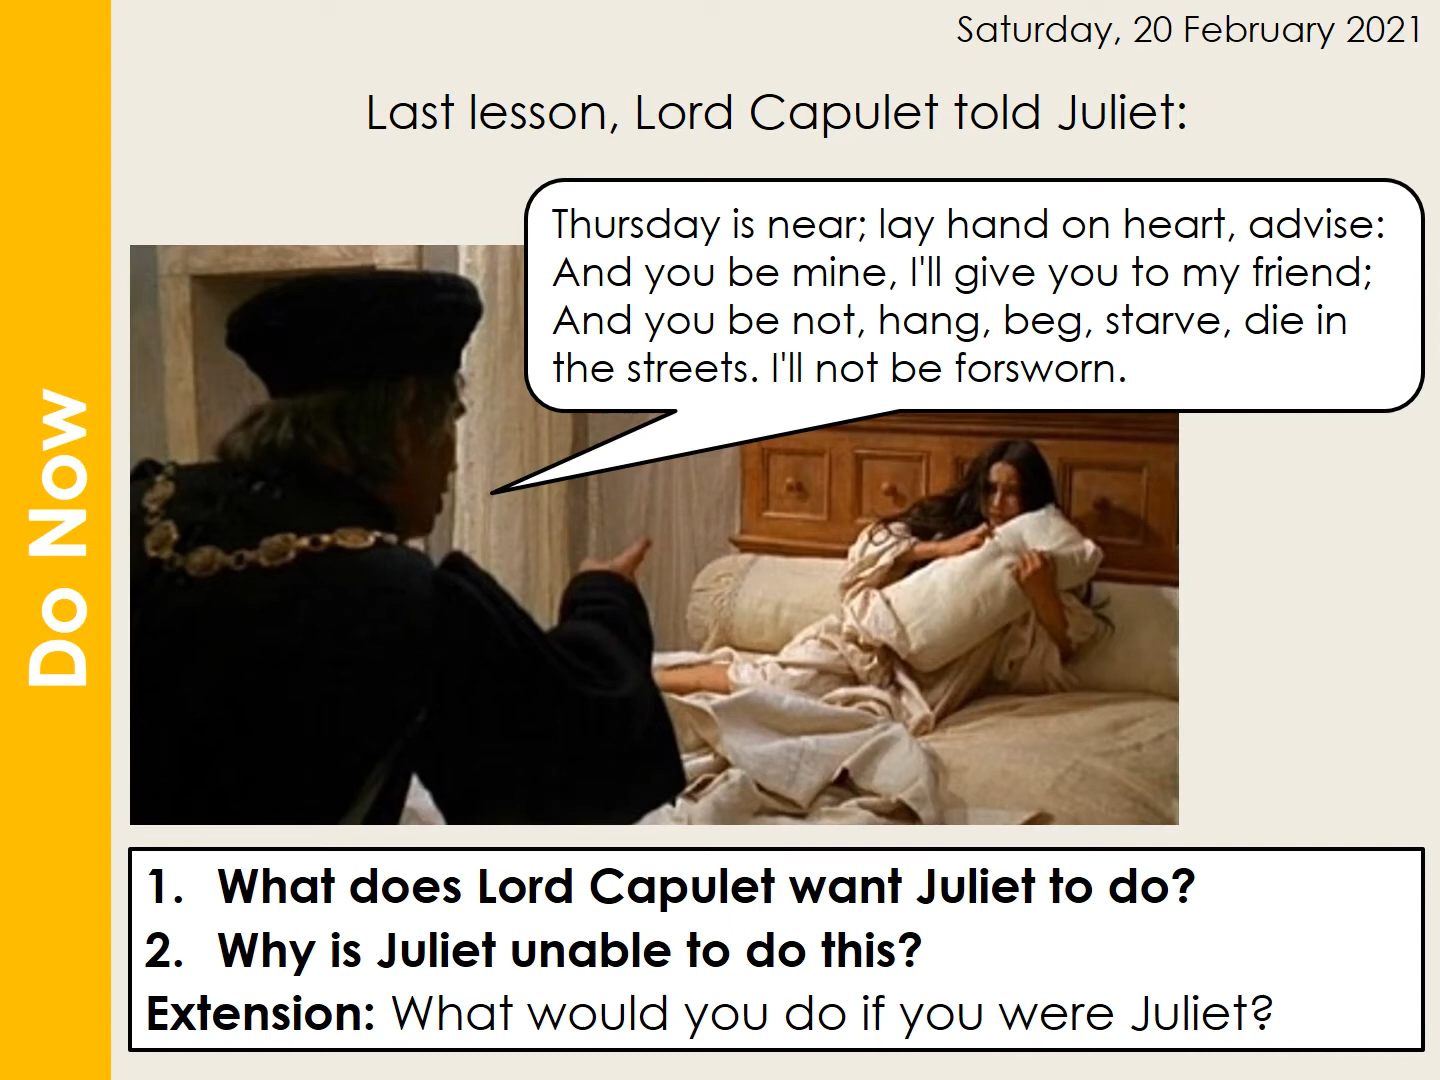 Saturday, 20 February 2021
Last lesson, Lord Capulet told Juliet:
Thursday is near; lay hand on heart, advise:
And you be mine, I'll give you to my friend;
And you be not, hang, beg, starve, die in
the streets. I'll not be forsworn.
Do Now
1. What does Lord Capulet want Juliet to do?
2. Why is Juliet unable to do this?
Extension: What would you do if you were Juliet?